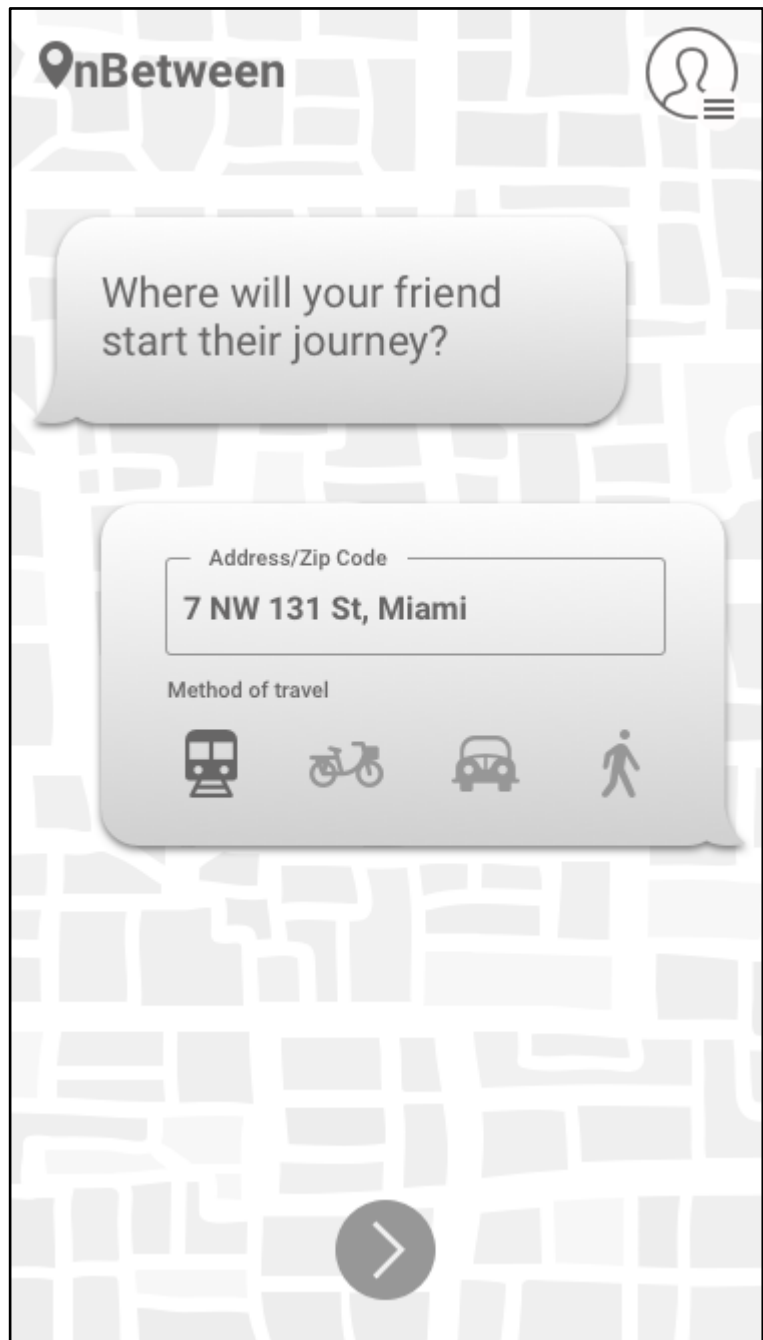 nBetween
Where will your friend
start their journey?
Address/Zip Code
7 NW 131 St, Miami
Method of travel